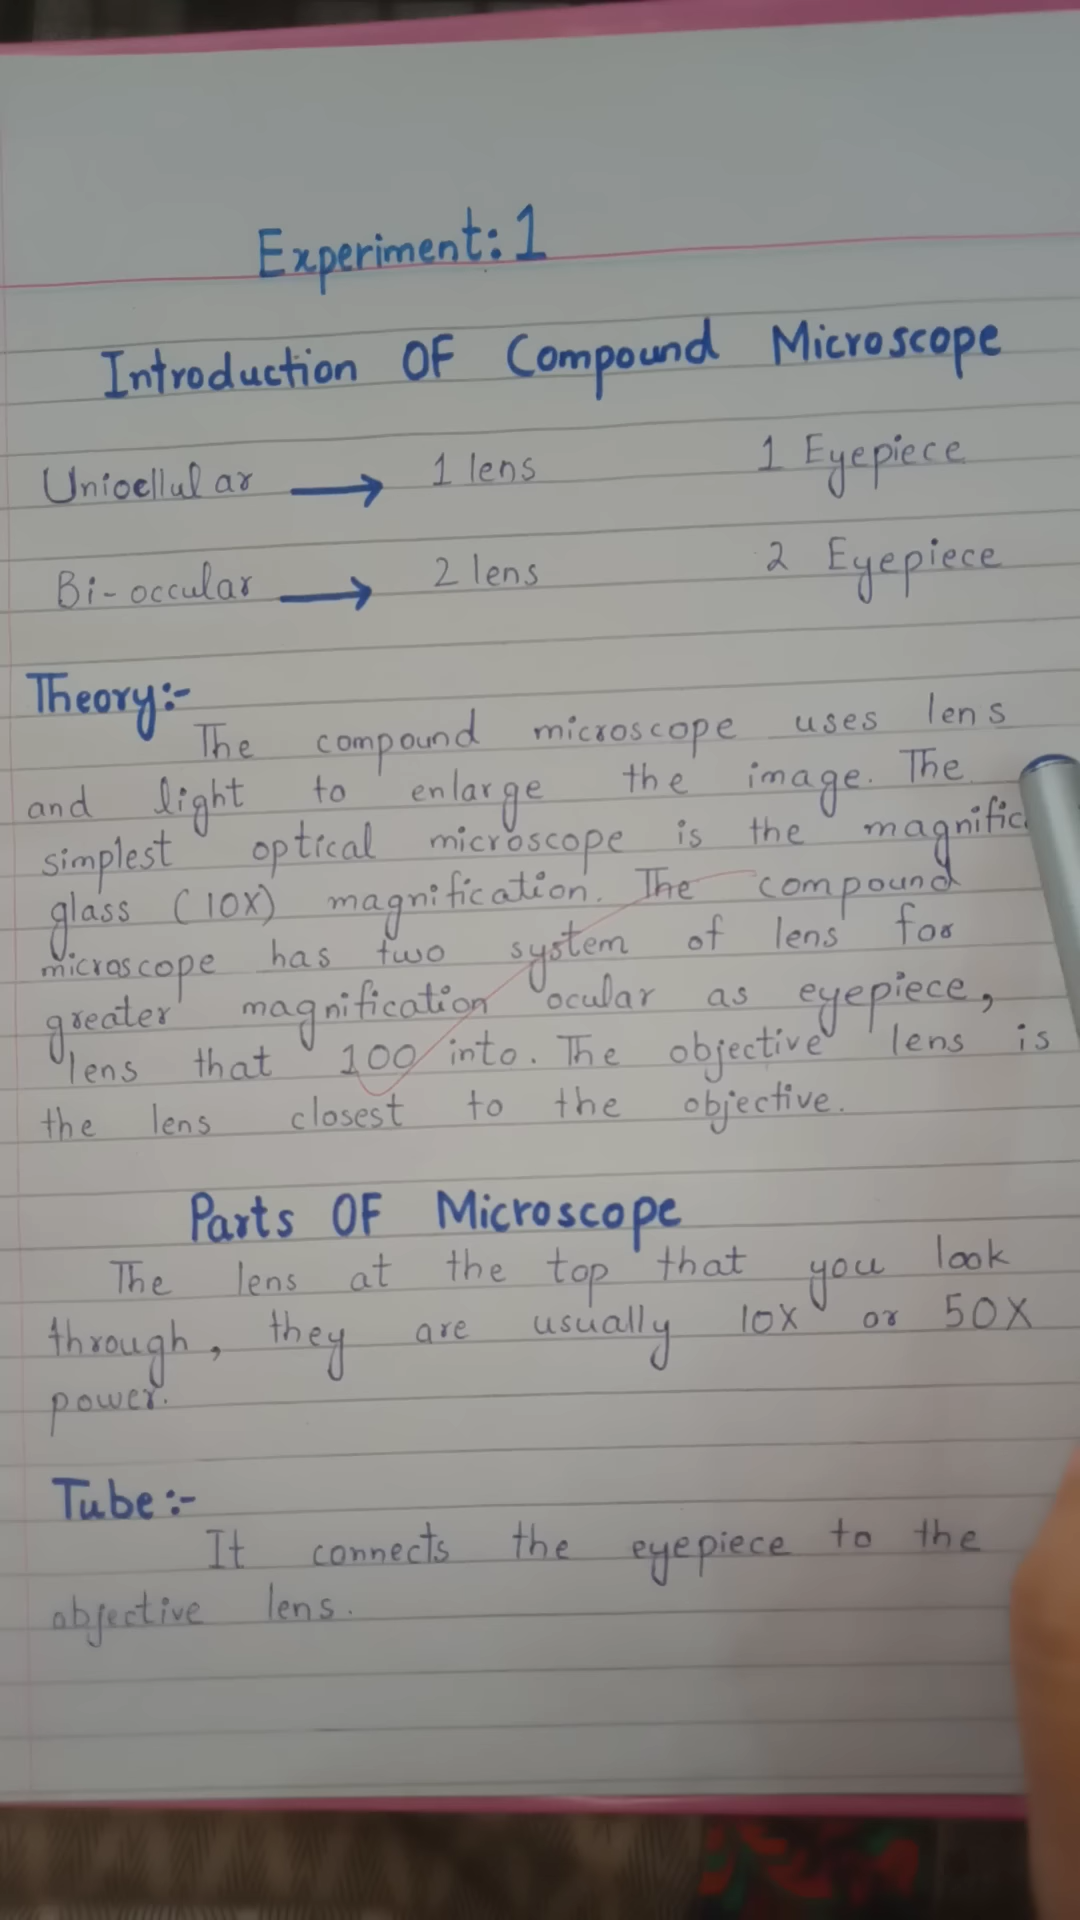 Experiment: 1
Introduction OF Compound Microscope
Unicellular → 1 lens 1 Eyepiece
Bi-occular → 2 lens 2 Eyepiece
Theory:-
The compound microscope uses lens
and light to enlarge the image. The
simplest optical microscope is the magnific
glass (10X) magnification. The compound
microscope has two system of lens for
greater magnification ocular as eyepiece,
lens that 100 into. The objective lens is
the lens closest to the objective.
Parts OF Microscope
The lens at the top that you look
through, they are usually 10X or 50X
power.
Tube:-
It connects the eyepiece to the
objective lens.